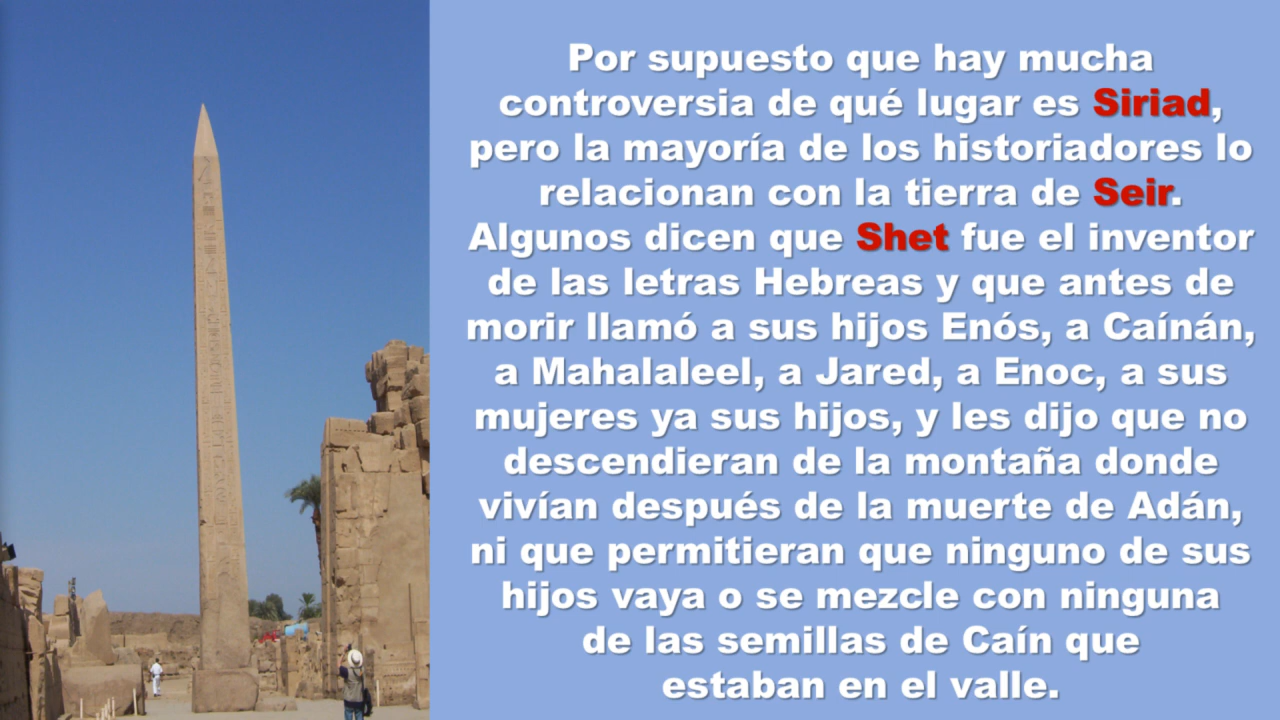 Por supuesto que hay mucha
controversia de qué lugar es Siriad,
pero la mayoría de los historiadores lo
relacionan con la tierra de Seir.
Algunos dicen que Shet fue el inventor
de las letras Hebreas y que antes de
morir llamó a sus hijos Enós, a Caínán,
a Mahalaleel, a Jared, a Enoc, a sus
mujeres ya sus hijos, y les dijo que no
descendieran de la montaña donde
vivían después de la muerte de Adán,
ni que permitieran que ninguno de sus
hijos vaya o se mezcle con ninguna
de las semillas de Caín que
estaban en el valle.